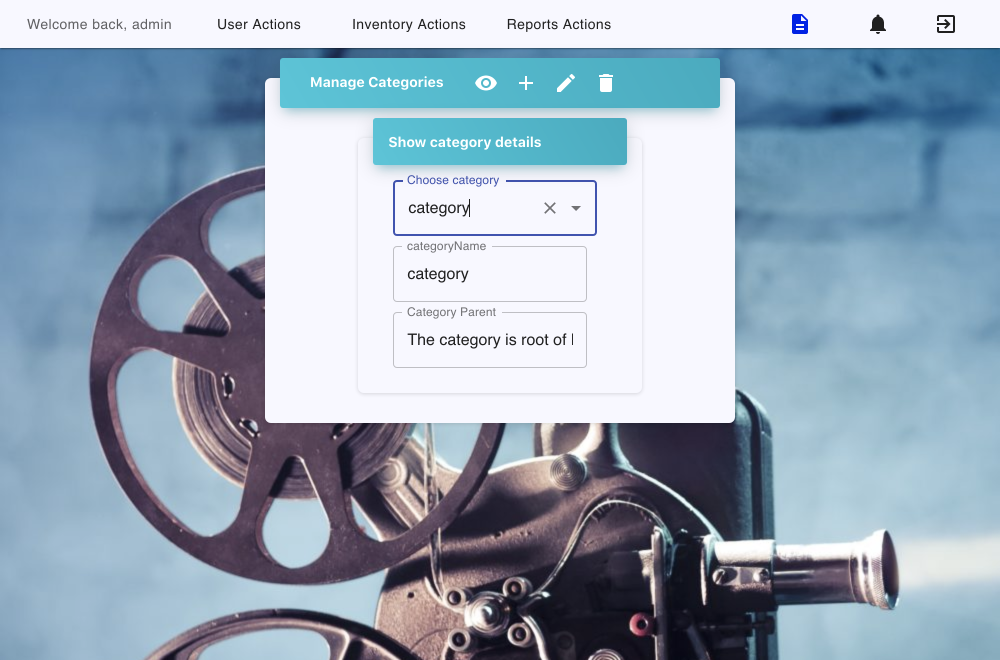 Welcome back, admin
User Actions
Inventory Actions
Reports Actions
Manage Categories
Show category details
Choose category
category
categoryName
category
Category Parent
The category is root of